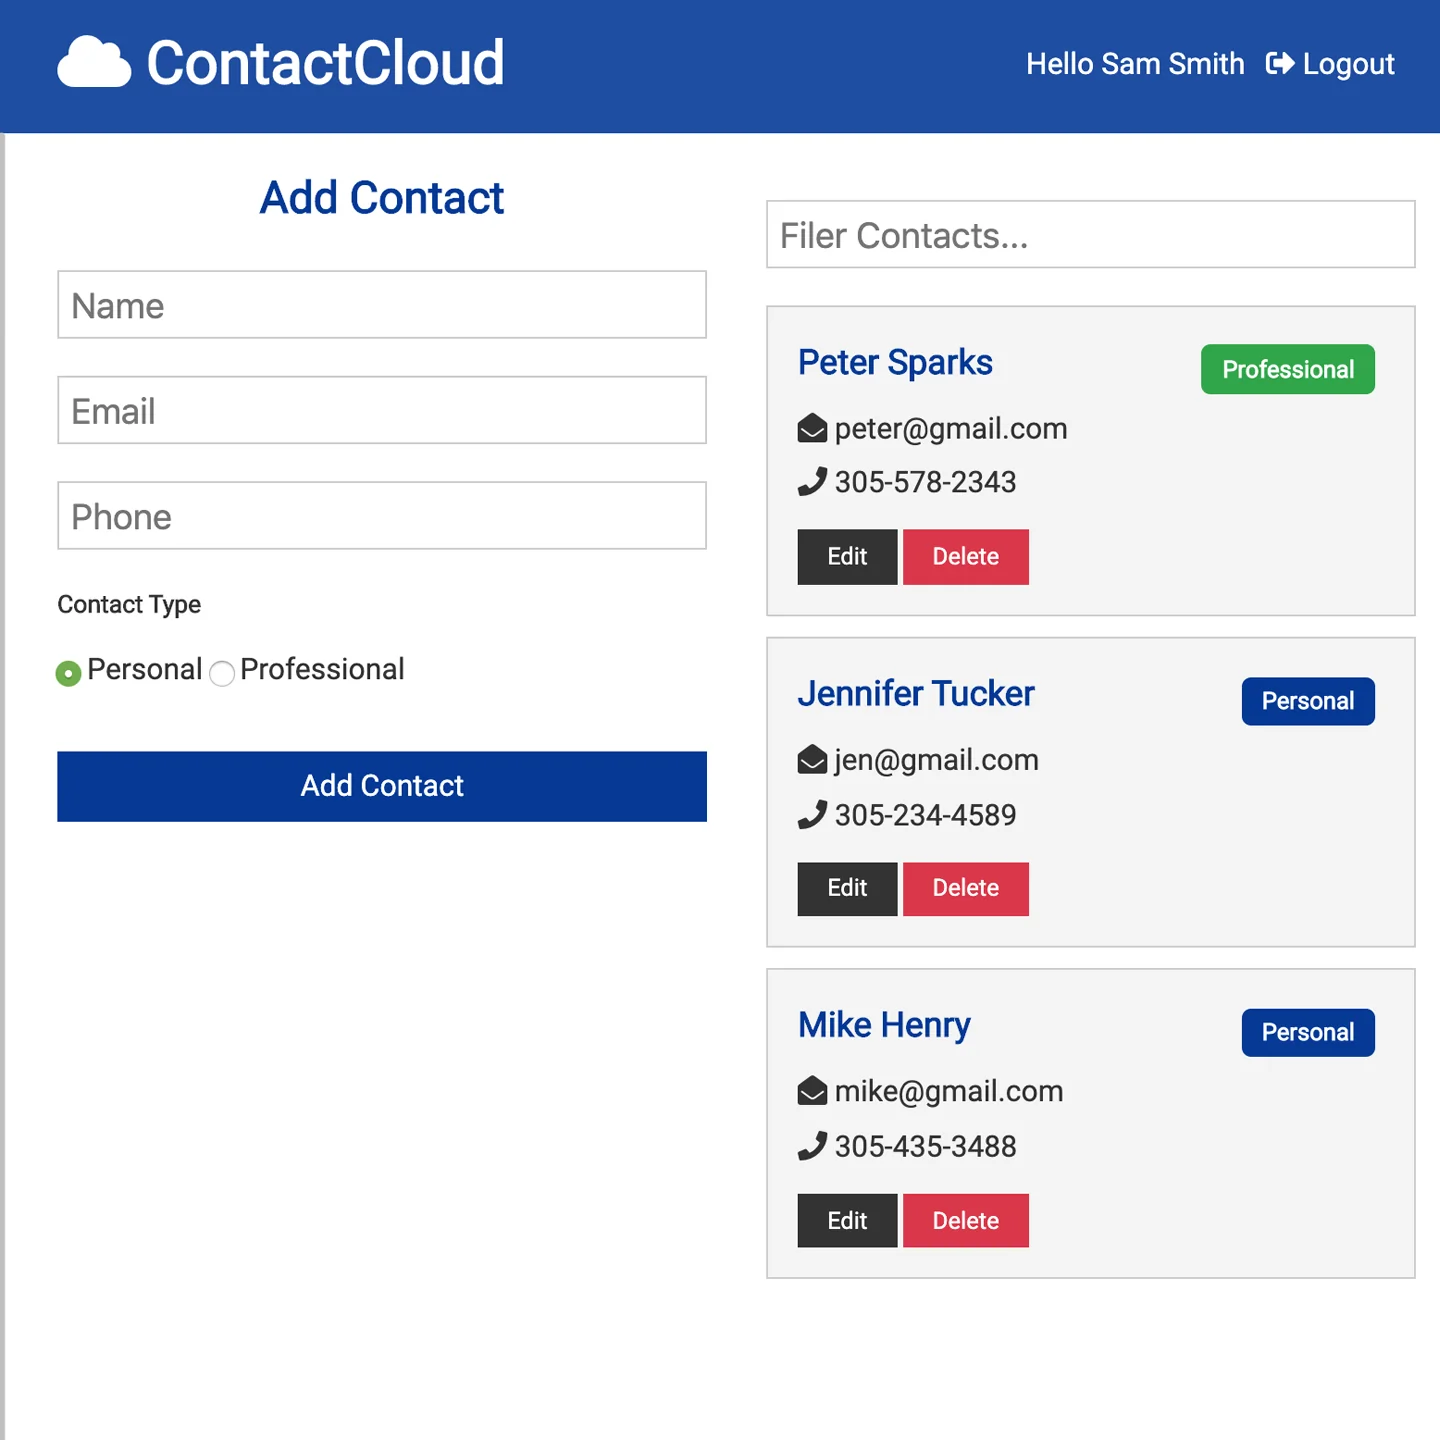 ContactCloud
Hello Sam Smith Logout
Add Contact
Name
Email
Phone
Contact Type
Personal Professional
Add Contact
Filer Contacts...
Peter Sparks
Professional
peter@gmail.com
305-578-2343
Edit Delete
Jennifer Tucker
Personal
jen@gmail.com
305-234-4589
Edit Delete
Mike Henry
Personal
mike@gmail.com
305-435-3488
Edit Delete